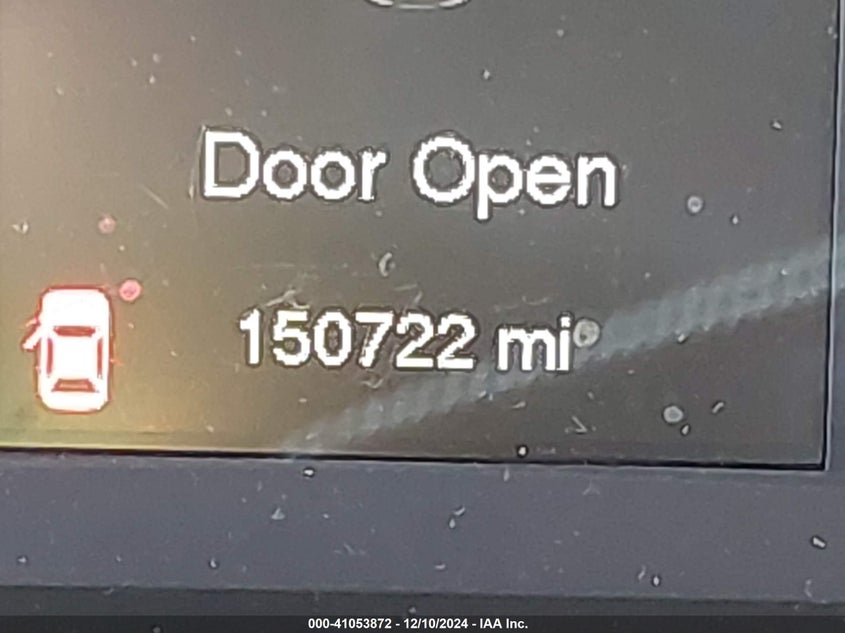 Door Open
150722 mi
000-41053872 - 12/10/2024 - IAA Inc.